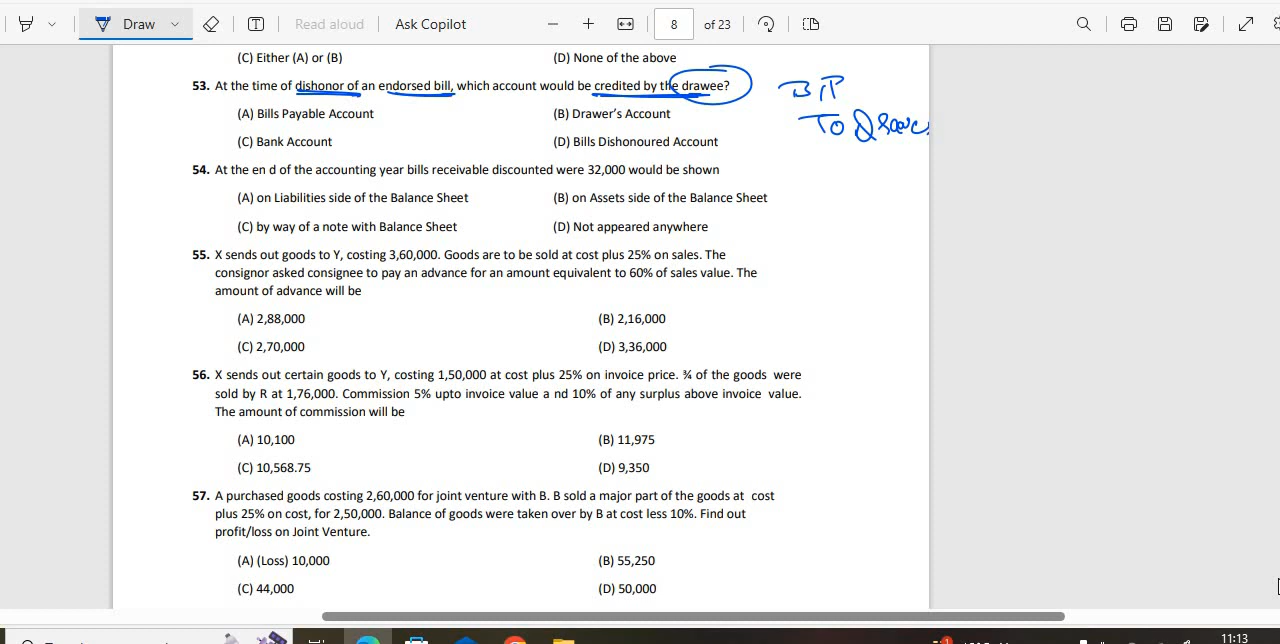 Draw
Read aloud
Ask Copilot
8 of 23
(C) Either (A) or (B) (D) None of the above
53. At the time of dishonor of an endorsed bill, which account would be credited by the drawee?
B/P
To Drawe
(A) Bills Payable Account (B) Drawer's Account
(C) Bank Account (D) Bills Dishonoured Account
54. At the en d of the accounting year bills receivable discounted were 32,000 would be shown
(A) on Liabilities side of the Balance Sheet (B) on Assets side of the Balance Sheet
(C) by way of a note with Balance Sheet (D) Not appeared anywhere
55. X sends out goods to Y, costing 3,60,000. Goods are to be sold at cost plus 25% on sales. The
consignor asked consignee to pay an advance for an amount equivalent to 60% of sales value. The
amount of advance will be
(A) 2,88,000 (B) 2,16,000
(C) 2,70,000 (D) 3,36,000
56. X sends out certain goods to Y, costing 1,50,000 at cost plus 25% on invoice price. ¾ of the goods were
sold by R at 1,76,000. Commission 5% upto invoice value a nd 10% of any surplus above invoice value.
The amount of commission will be
(A) 10,100 (B) 11,975
(C) 10,568.75 (D) 9,350
57. A purchased goods costing 2,60,000 for joint venture with B. B sold a major part of the goods at cost
plus 25% on cost, for 2,50,000. Balance of goods were taken over by B at cost less 10%. Find out
profit/loss on Joint Venture.
(A) (Loss) 10,000 (B) 55,250
(C) 44,000 (D) 50,000
11:13